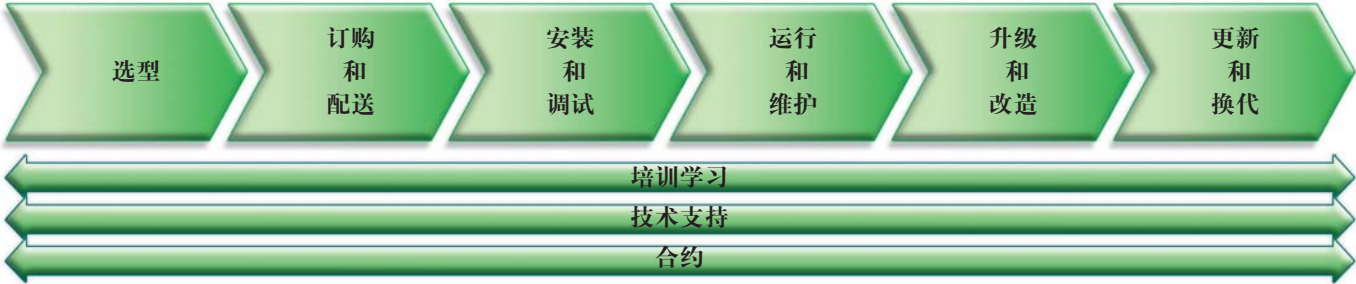 选型
订购
和
配送
安装
和
调试
运行
和
维护
升级
和
改造
更新
和
换代
培训学习
技术支持
合约